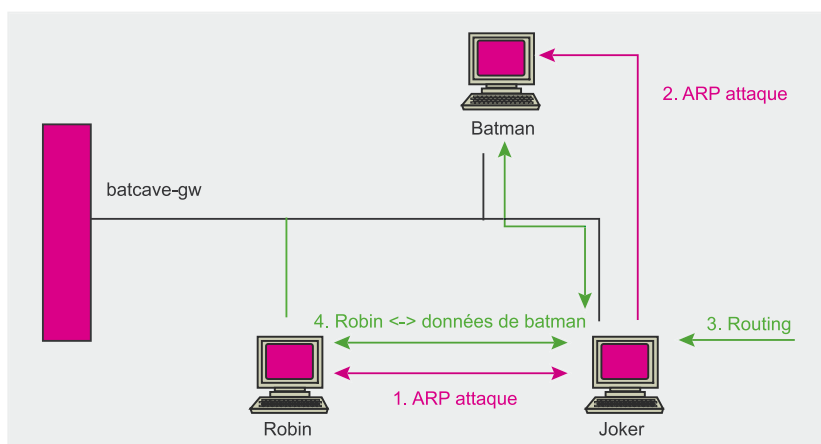 2. ARP attaque
Batman
batcave-gw
4. Robin <-> données de batman
3. Routing
1. ARP attaque
Robin
Joker